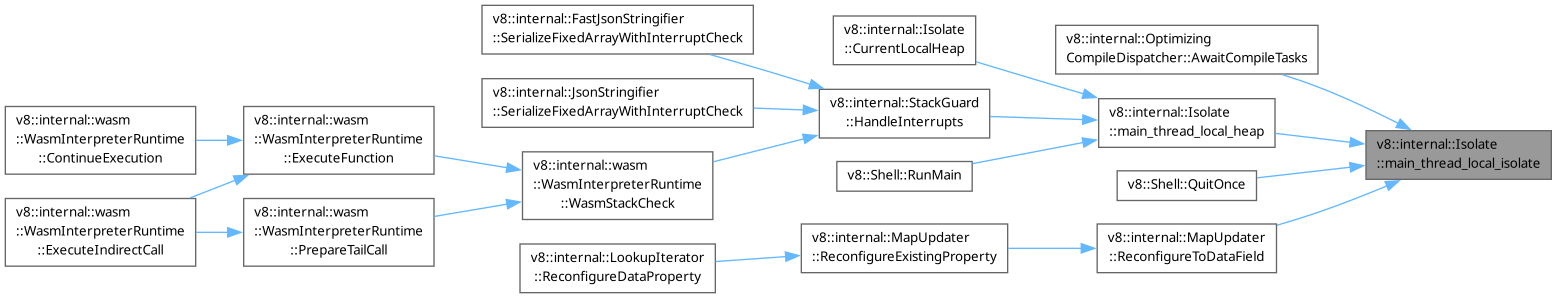 v8::internal::FastJsonStringifier
::SerializeFixedArrayWithInterruptCheck
v8::internal::Isolate
::CurrentLocalHeap
v8::internal::Optimizing
CompileDispatcher::AwaitCompileTasks
v8::internal::JsonStringifier
::SerializeFixedArrayWithInterruptCheck
v8::internal::StackGuard
::HandleInterrupts
v8::internal::Isolate
::main_thread_local_heap
v8::internal::wasm
::WasmInterpreterRuntime
::ContinueExecution
v8::internal::wasm
::WasmInterpreterRuntime
::ExecuteFunction
v8::internal::Isolate
::main_thread_local_isolate
v8::internal::wasm
::WasmInterpreterRuntime
::WasmStackCheck
v8::Shell::RunMain
v8::Shell::QuitOnce
v8::internal::wasm
::WasmInterpreterRuntime
::ExecuteIndirectCall
v8::internal::wasm
::WasmInterpreterRuntime
::PrepareTailCall
v8::internal::LookupIterator
::ReconfigureDataProperty
v8::internal::MapUpdater
::ReconfigureExistingProperty
v8::internal::MapUpdater
::ReconfigureToDataField